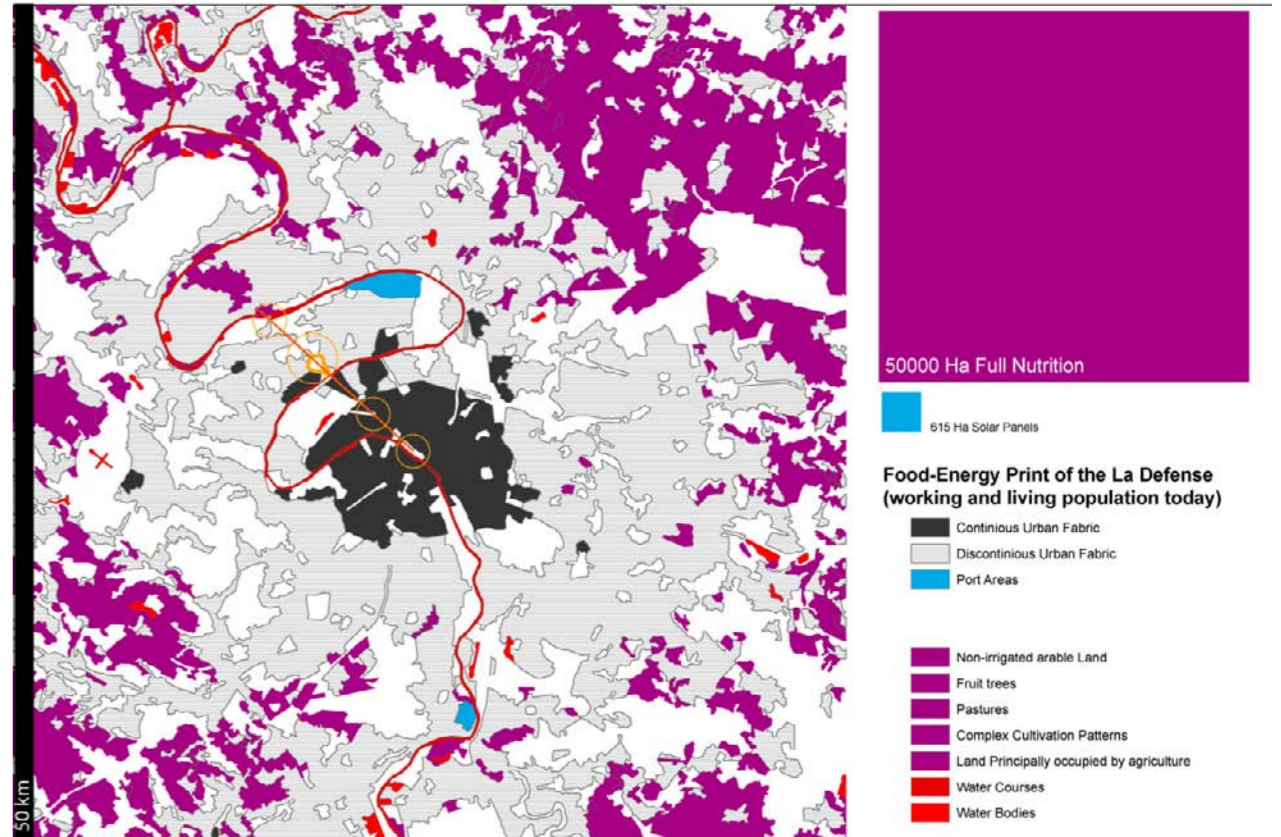 50000 Ha Full Nutrition
615 Ha Solar Panels
Food-Energy Print of the La Defense
(working and living population today)
Continious Urban Fabric
Discontinious Urban Fabric
Port Areas
Non-irrigated arable Land
Fruit trees
Pastures
Complex Cultivation Patterns
Land Principally occupied by agriculture
Water Courses
Water Bodies
50 km